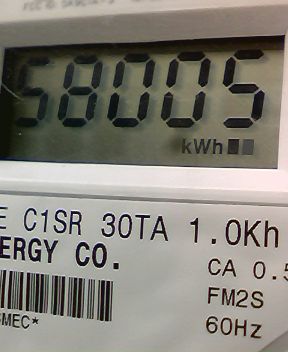 58005
kWh
E C1SR 30TA 1.0Kh
ERGY CO.
CA 0.5
FM2S
MEC*
60Hz